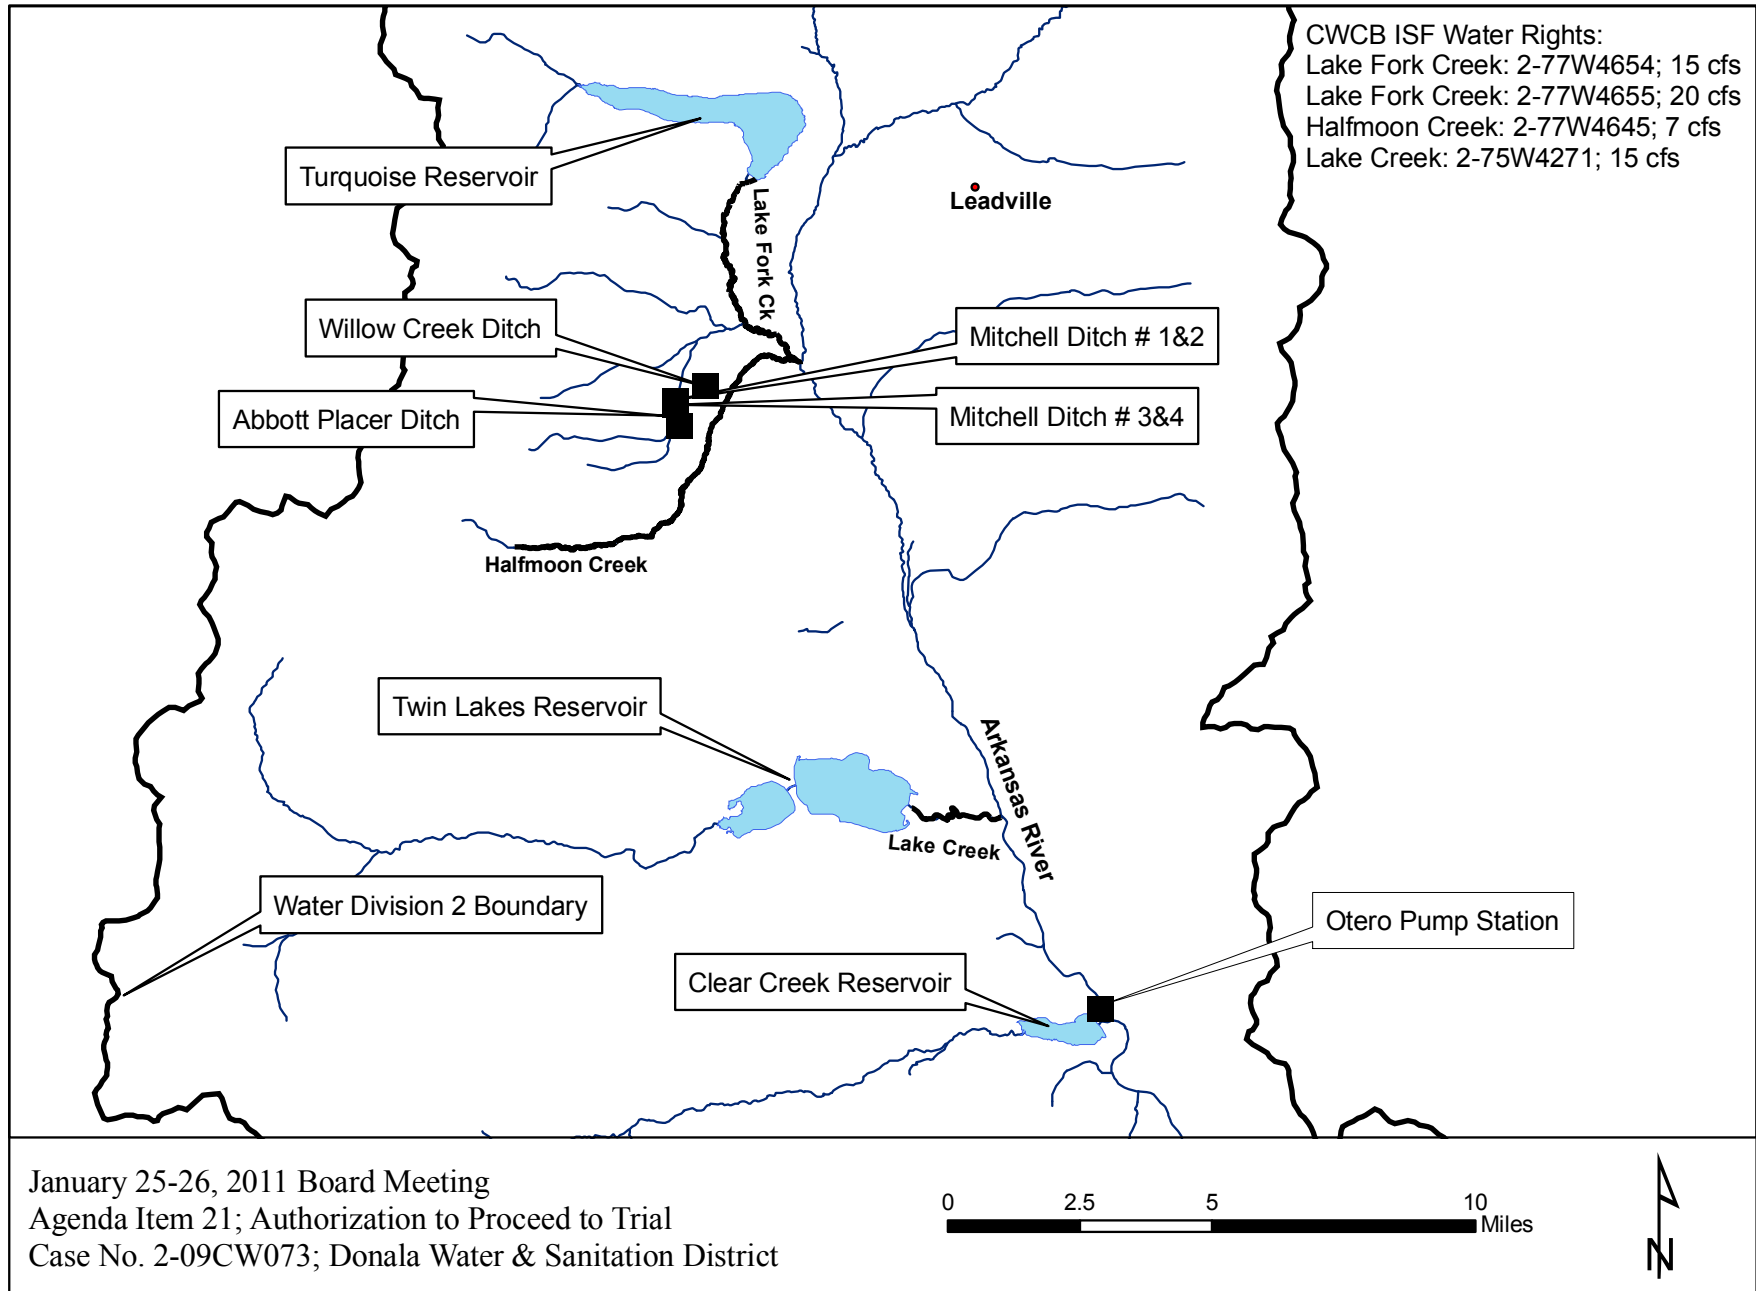 CWCB ISF Water Rights:
Lake Fork Creek: 2-77W4654; 15 cfs
Lake Fork Creek: 2-77W4655; 20 cfs
Halfmoon Creek: 2-77W4645; 7 cfs
Lake Creek: 2-75W4271; 15 cfs
Turquoise Reservoir
Leadville
Lake Fork Ck
Willow Creek Ditch
Mitchell Ditch # 1&2
Abbott Placer Ditch
Mitchell Ditch # 3&4
Halfmoon Creek
Twin Lakes Reservoir
Arkansas River
Lake Creek
Water Division 2 Boundary
Otero Pump Station
Clear Creek Reservoir
January 25-26, 2011 Board Meeting
Agenda Item 21; Authorization to Proceed to Trial
Case No. 2-09CW073; Donala Water & Sanitation District
0 2.5 5 10
Miles
N